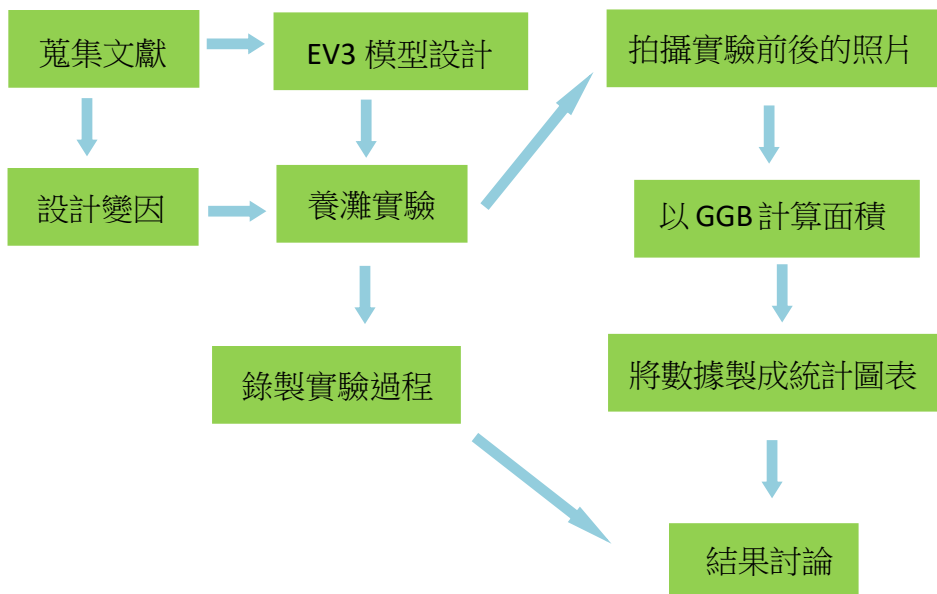 蒐集文獻
EV3 模型設計
拍攝實驗前後的照片
設計變因
養灘實驗
以 GGB 計算面積
錄製實驗過程
將數據製成統計圖表
結果討論